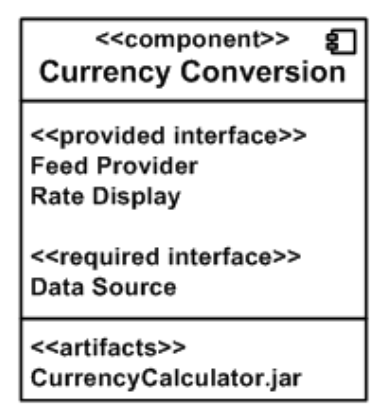 <<component>>
Currency Conversion
<<provided interface>>
Feed Provider
Rate Display
<<required interface>>
Data Source
<<artifacts>>
CurrencyCalculator.jar